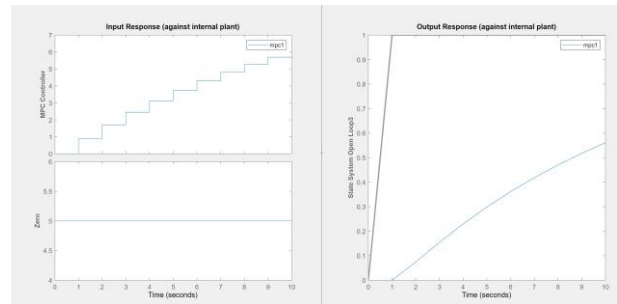 Input Response (against internal plant)
mpc1
MPC Controller
7
6
5
4
3
2
1
0
Zero
6
5.5
5
4.5
4
0 1 2 3 4 5 6 7 8 9 10
Time (seconds)
Output Response (against internal plant)
mpc1
State System Open Loop3
1
0.9
0.8
0.7
0.6
0.5
0.4
0.3
0.2
0.1
0
0 1 2 3 4 5 6 7 8 9 10
Time (seconds)